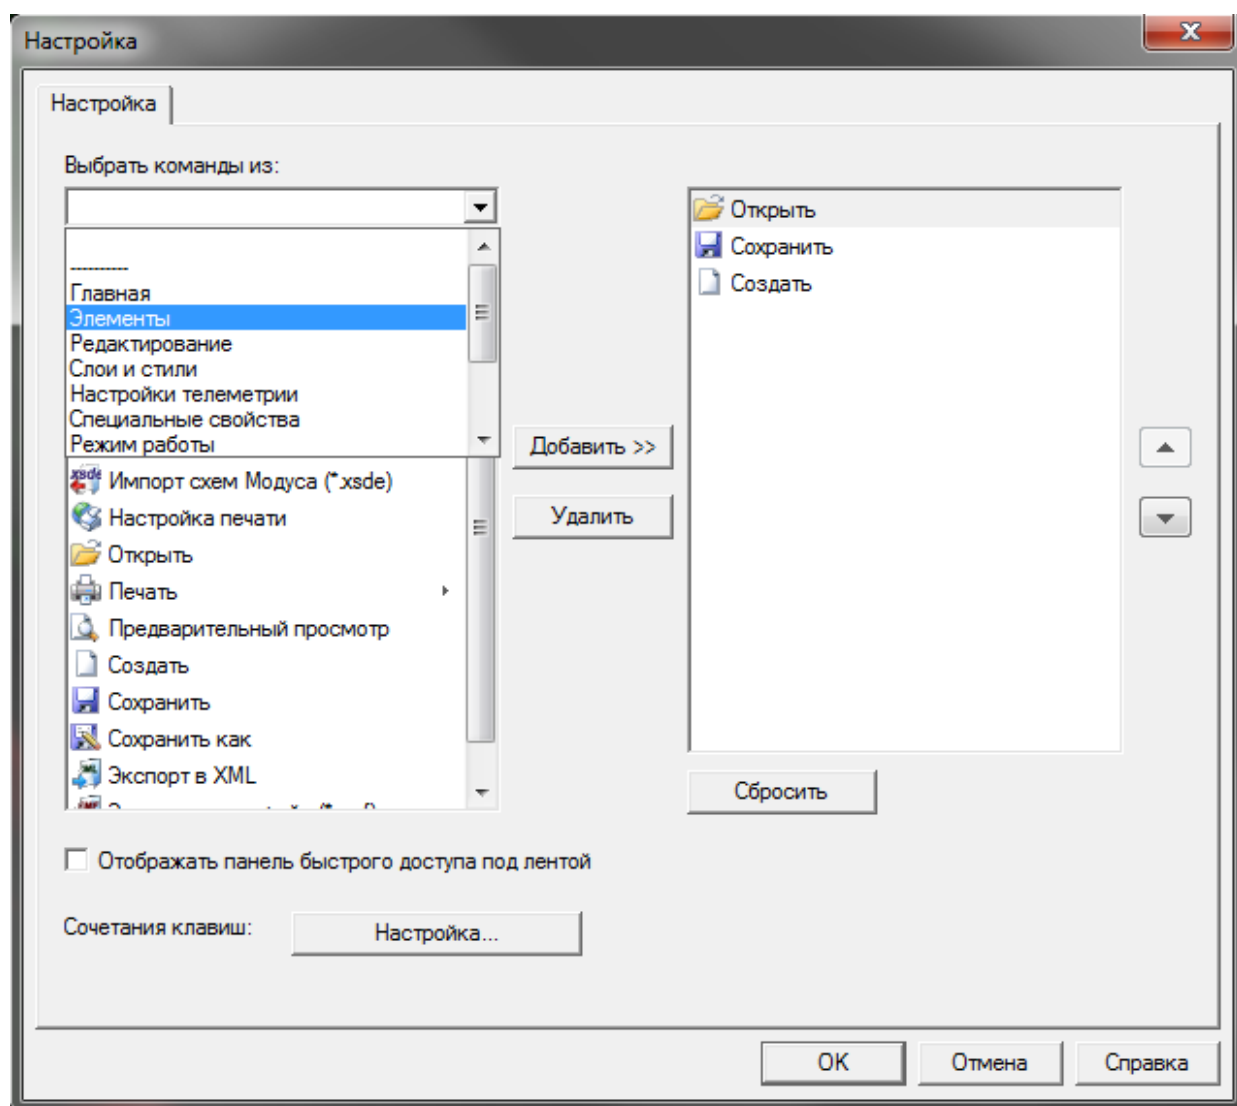 Настройка
Настройка
Выбрать команды из:
----------
Главная
Элементы
Редактирование
Слои и стили
Настройки телеметрии
Специальные свойства
Режим работы
xsde Импорт схем Модуса (*.xsde)
Настройка печати
Открыть
Печать
Предварительный просмотр
Создать
Сохранить
Сохранить как
Экспорт в XML
Добавить >>
Удалить
Открыть
Сохранить
Создать
Сбросить
Отображать панель быстрого доступа под лентой
Сочетания клавиш:
Настройка...
OK
Отмена
Справка